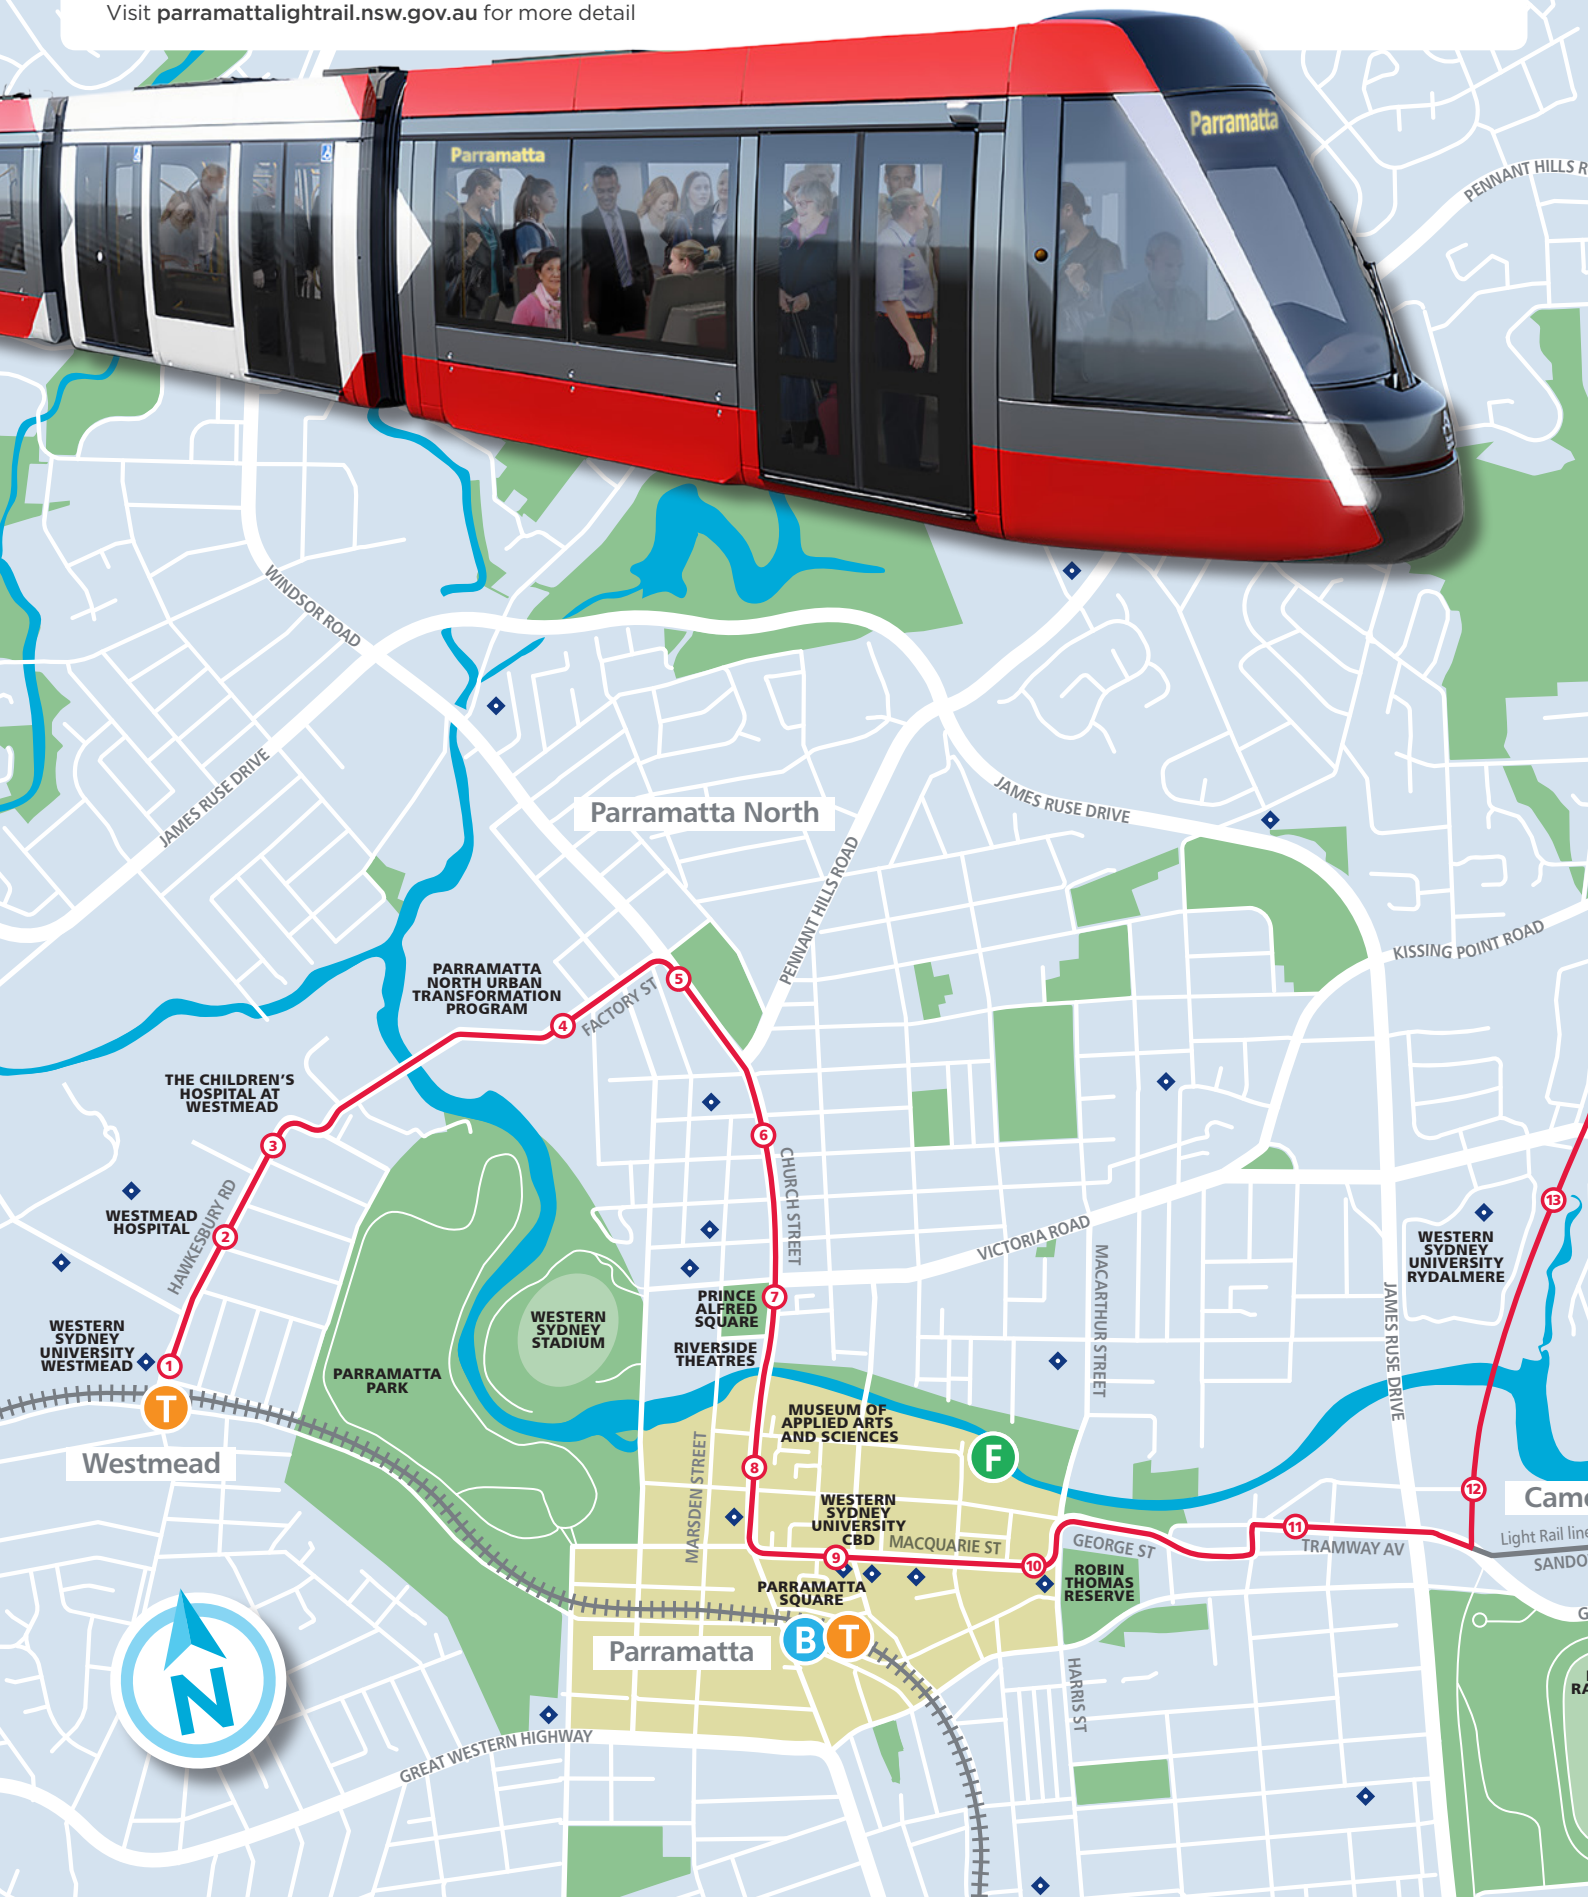 Visit parramattalightrail.nsw.gov.au for more detail
Parramatta
Parramatta
PENNANT HILLS R
WINDSOR ROAD
JAMES RUSE DRIVE
Parramatta North
JAMES RUSE DRIVE
PENNANT HILLS ROAD
KISSING POINT ROAD
PARRAMATTA
NORTH URBAN
TRANSFORMATION
PROGRAM
5
4
FACTORY ST
THE CHILDREN'S
HOSPITAL AT
WESTMEAD
3
6
CHURCH STREET
WESTMEAD
HOSPITAL
HAWKESBURY RD
2
13
VICTORIA ROAD
MACARTHUR STREET
WESTERN
SYDNEY
UNIVERSITY
RYDALMERE
JAMES RUSE DRIVE
PRINCE
ALFRED
SQUARE
7
WESTERN
SYDNEY
STADIUM
RIVERSIDE
THEATRES
WESTERN
SYDNEY
UNIVERSITY
WESTMEAD
1
PARRAMATTA
PARK
T
Westmead
MUSEUM OF
APPLIED ARTS
AND SCIENCES
MARSDEN STREET
8
F
12
Came
WESTERN
SYDNEY
UNIVERSITY
CBD
MACQUARIE ST
9
10
GEORGE ST
11
TRAMWAY AV
Light Rail line
SANDO
PARRAMATTA
SQUARE
ROBIN
THOMAS
RESERVE
G
B
T
Parramatta
HARRIS ST
RA
N
GREAT WESTERN HIGHWAY